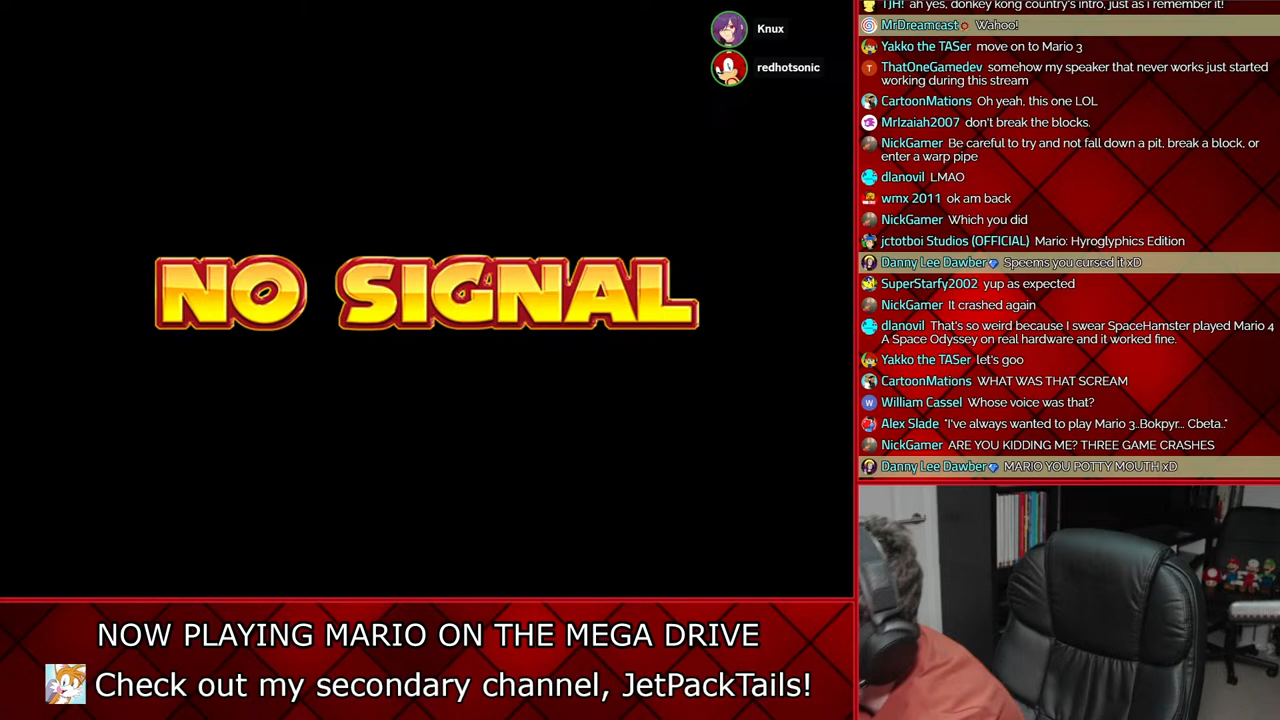 Knux
redhotsonic
NO SIGNAL
NOW PLAYING MARIO ON THE MEGA DRIVE
Check out my secondary channel, JetPackTails!
TJH! ah yes, donkey kong country's intro, just as i remember it!
MrDreamcast Wahoo!
Yakko the TASer move on to Mario 3
ThatOneGamedev somehow my speaker that never works just started
working during this stream
CartoonMations Oh yeah, this one LOL
MrIzaiah2007 don't break the blocks.
NickGamer Be careful to try and not fall down a pit, break a block, or
enter a warp pipe
dlanovil LMAO
wmx 2011 ok am back
NickGamer Which you did
jctotboi Studios (OFFICIAL) Mario: Hyroglyphics Edition
Danny Lee Dawber Speems you cursed it xD
SuperStarfy2002 yup as expected
NickGamer It crashed again
dlanovil That's so weird because I swear SpaceHamster played Mario 4
A Space Odyssey on real hardware and it worked fine.
Yakko the TASer let's goo
CartoonMations WHAT WAS THAT SCREAM
William Cassel Whose voice was that?
Alex Slade "I've always wanted to play Mario 3..Bokpyr... Cbeta.."
NickGamer ARE YOU KIDDING ME? THREE GAME CRASHES
Danny Lee Dawber MARIO YOU POTTY MOUTH xD